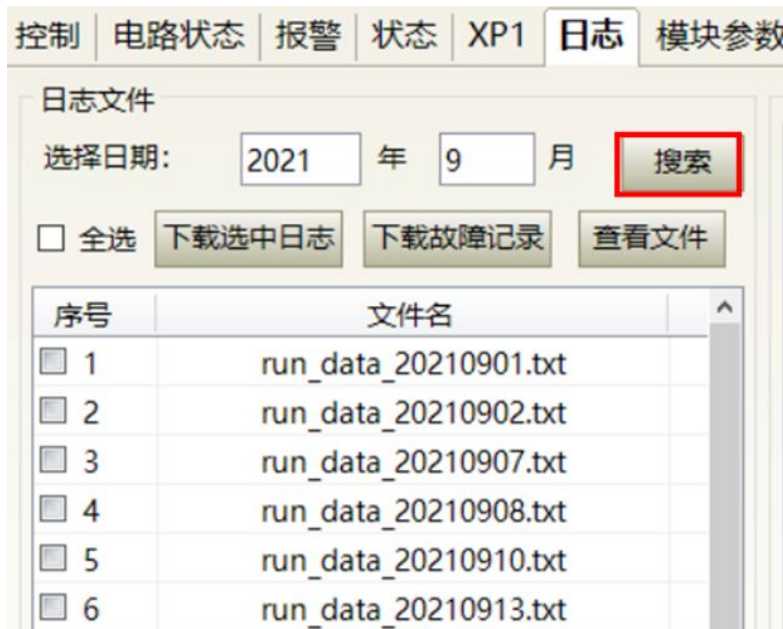 控制 电路状态 报警 状态 XP1 日志 模块参数
日志文件
选择日期： 2021 年 9 月 搜索
全选 下载选中日志 下载故障记录 查看文件
序号 文件名
1 run_data_20210901.txt
2 run_data_20210902.txt
3 run_data_20210907.txt
4 run_data_20210908.txt
5 run_data_20210910.txt
6 run_data_20210913.txt